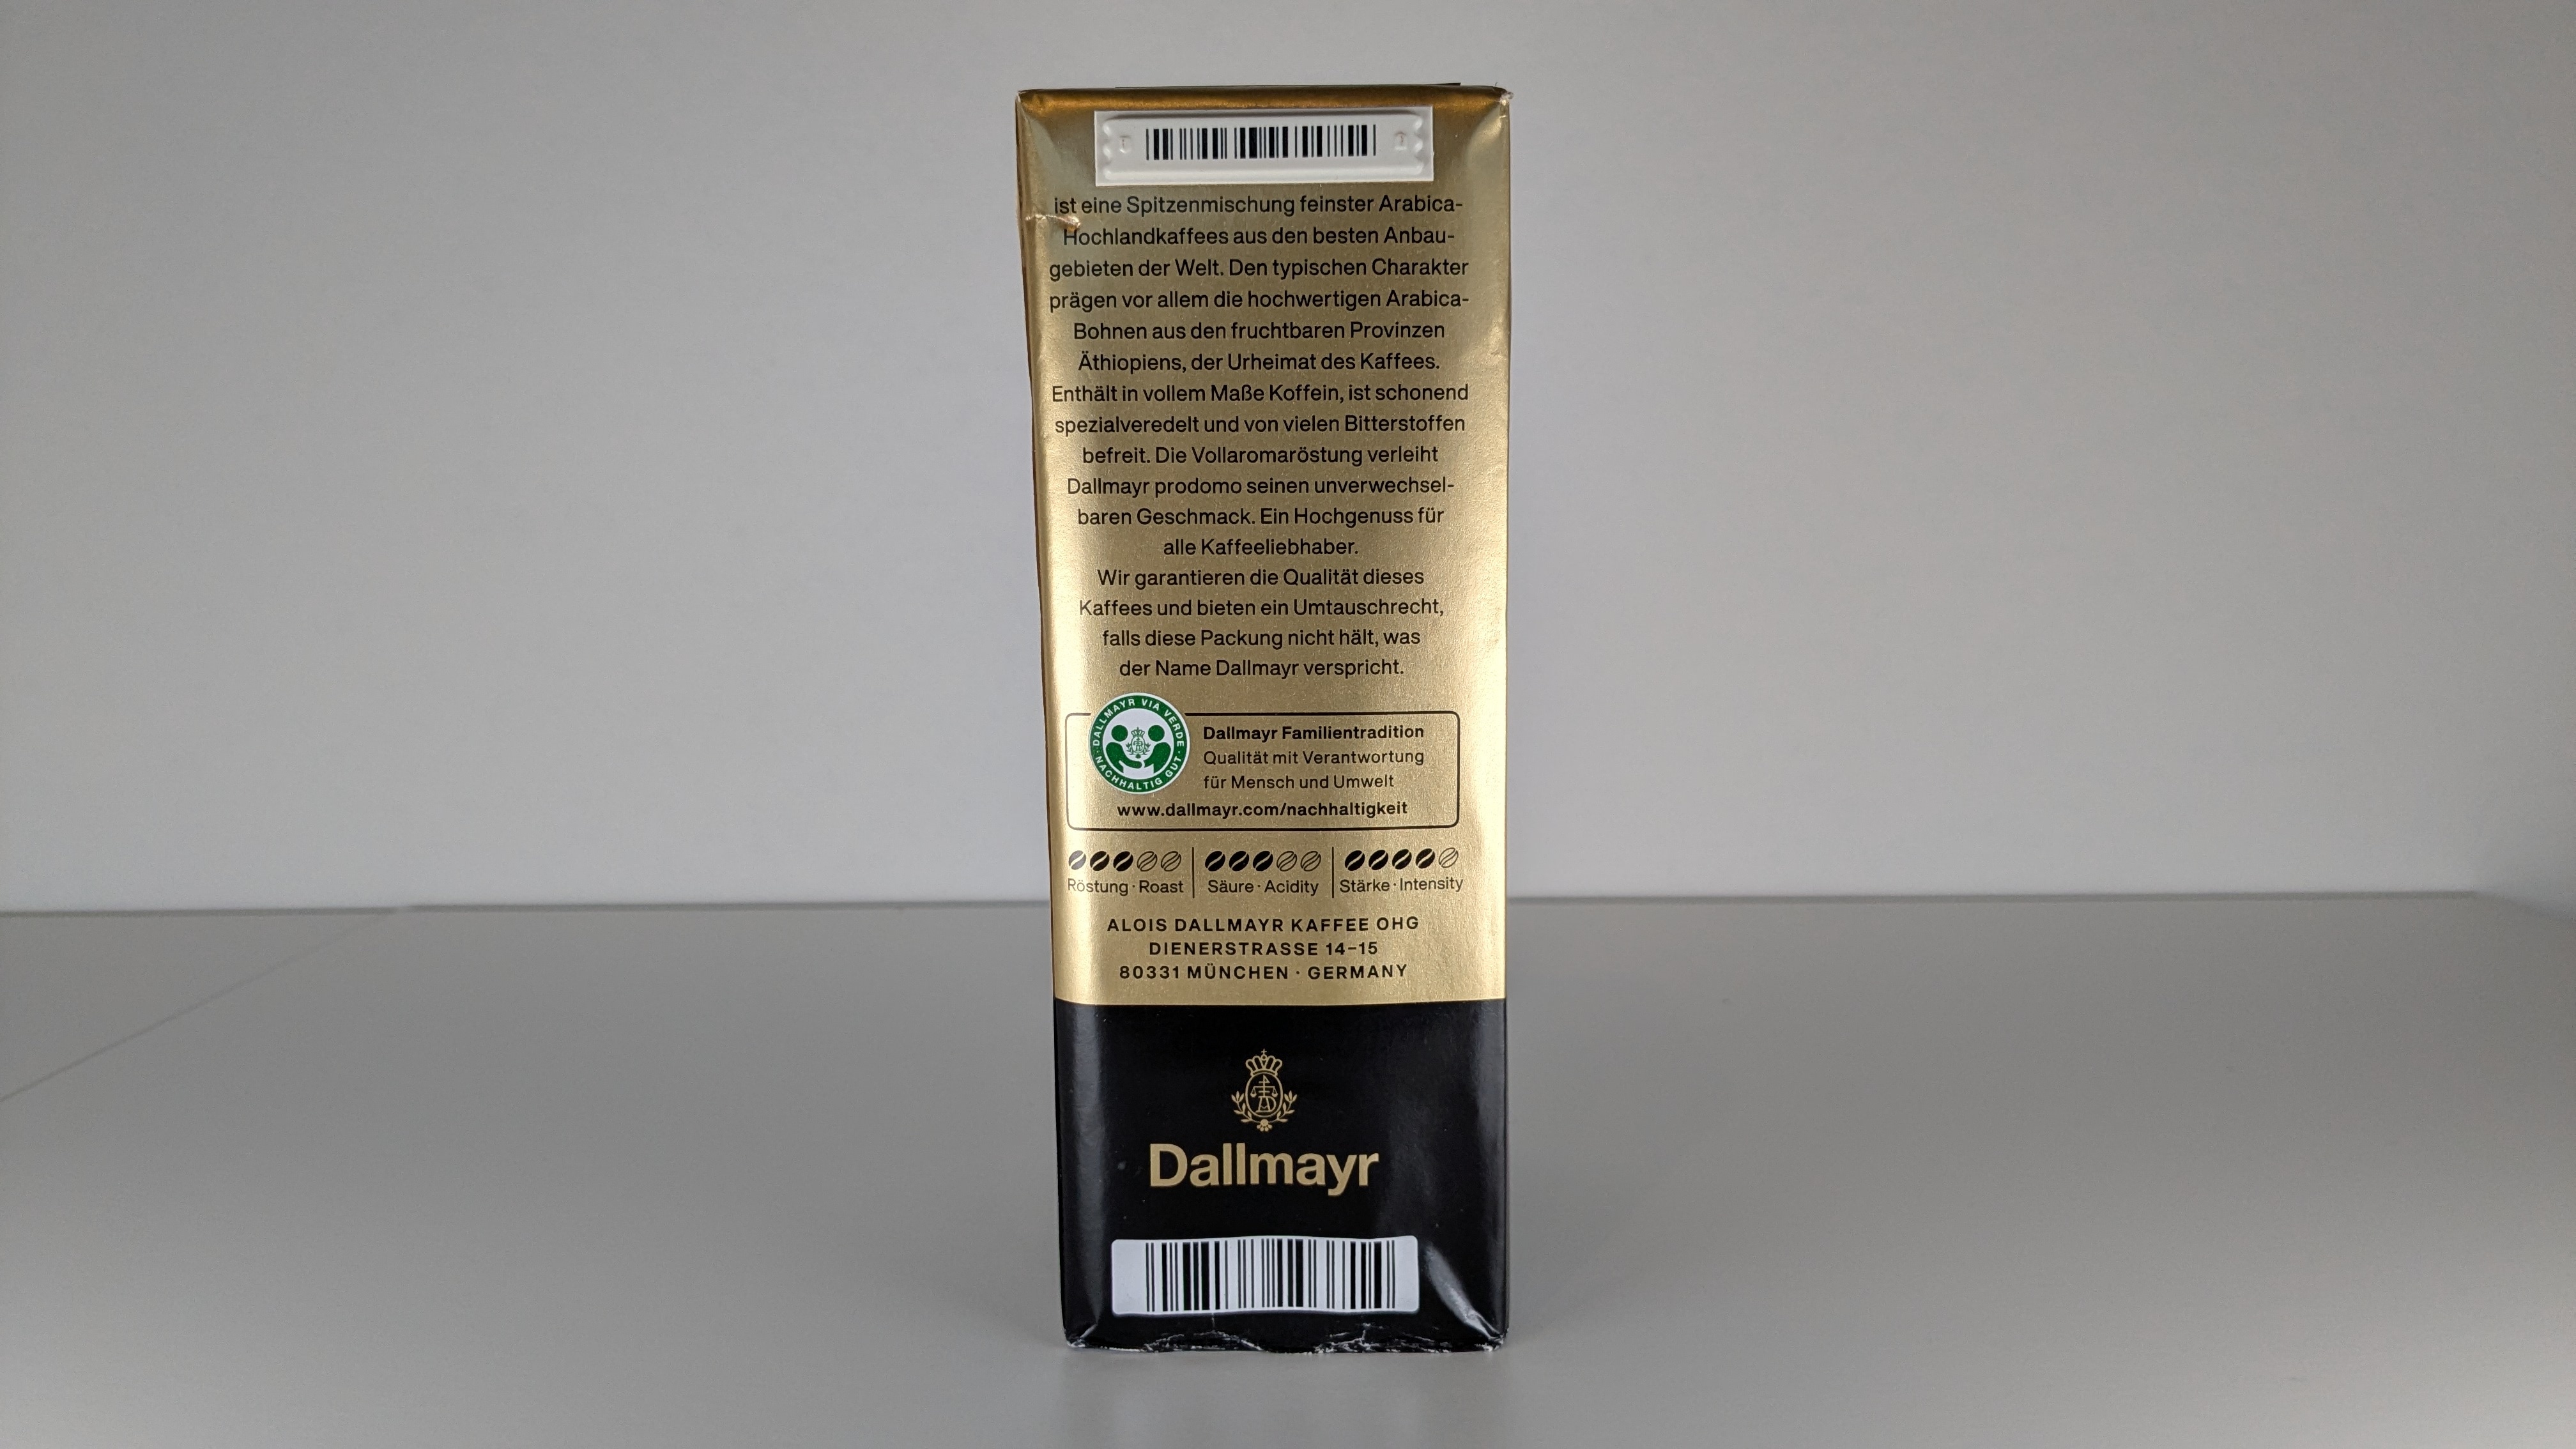 ist eine Spitzenmischung feinster Arabica-
Hochlandkaffees aus den besten Anbau-
gebieten der Welt. Den typischen Charakter
prägen vor allem die hochwertigen Arabica-
Bohnen aus den fruchtbaren Provinzen
Äthiopiens, der Urheimat des Kaffees.
Enthält in vollem Maße Koffein, ist schonend
spezialveredelt und von vielen Bitterstoffen
befreit. Die Vollaromaröstung verleiht
Dallmayr prodomo seinen unverwechsel-
baren Geschmack. Ein Hochgenuss für
alle Kaffeeliebhaber.
Wir garantieren die Qualität dieses
Kaffees und bieten ein Umtauschrecht,
falls diese Packung nicht hält, was
der Name Dallmayr verspricht.
DALLMAYR VIA VERDE
NACHHALTIG GUT
Dallmayr Familientradition
Qualität mit Verantwortung
für Mensch und Umwelt
www.dallmayr.com/nachhaltigkeit
Röstung · Roast
Säure · Acidity
Stärke · Intensity
ALOIS DALLMAYR KAFFEE OHG
DIENERSTRASSE 14–15
80331 MÜNCHEN · GERMANY
Dallmayr